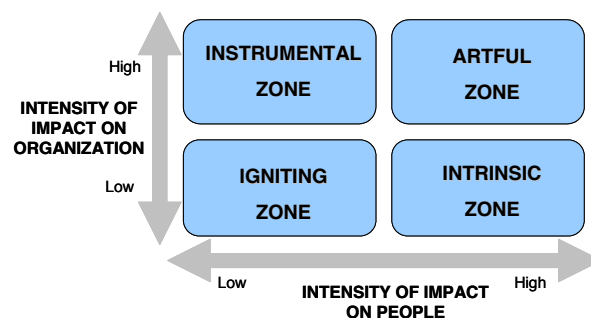 INSTRUMENTAL
ZONE
ARTFUL
ZONE
High
INTENSITY OF
IMPACT ON
ORGANIZATION
Low
IGNITING
ZONE
INTRINSIC
ZONE
Low
High
INTENSITY OF IMPACT
ON PEOPLE